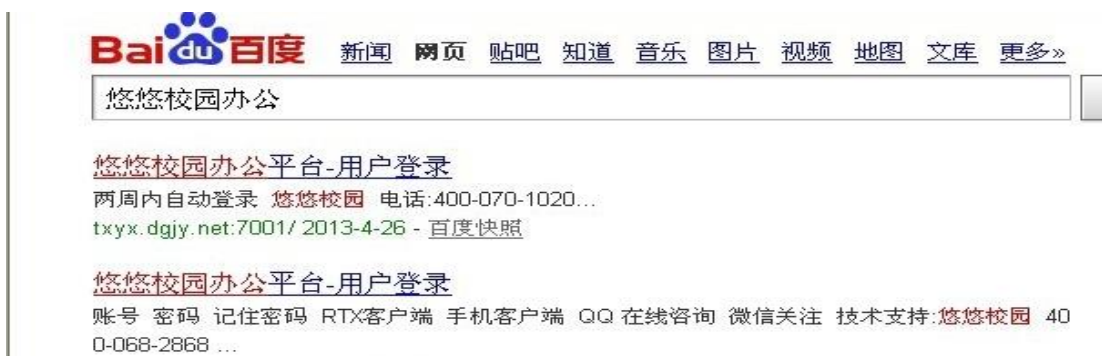 Bai du 百度 新闻 网页 贴吧 知道 音乐 图片 视频 地图 文库 更多»
悠悠校园办公
悠悠校园办公平台-用户登录
两周内自动登录 悠悠校园 电话:400-070-1020...
txyx.dgjy.net:7001/ 2013-4-26 - 百度快照
悠悠校园办公平台-用户登录
账号 密码 记住密码 RTX客户端 手机客户端 QQ 在线咨询 微信关注 技术支持:悠悠校园 40
0-068-2868 ...